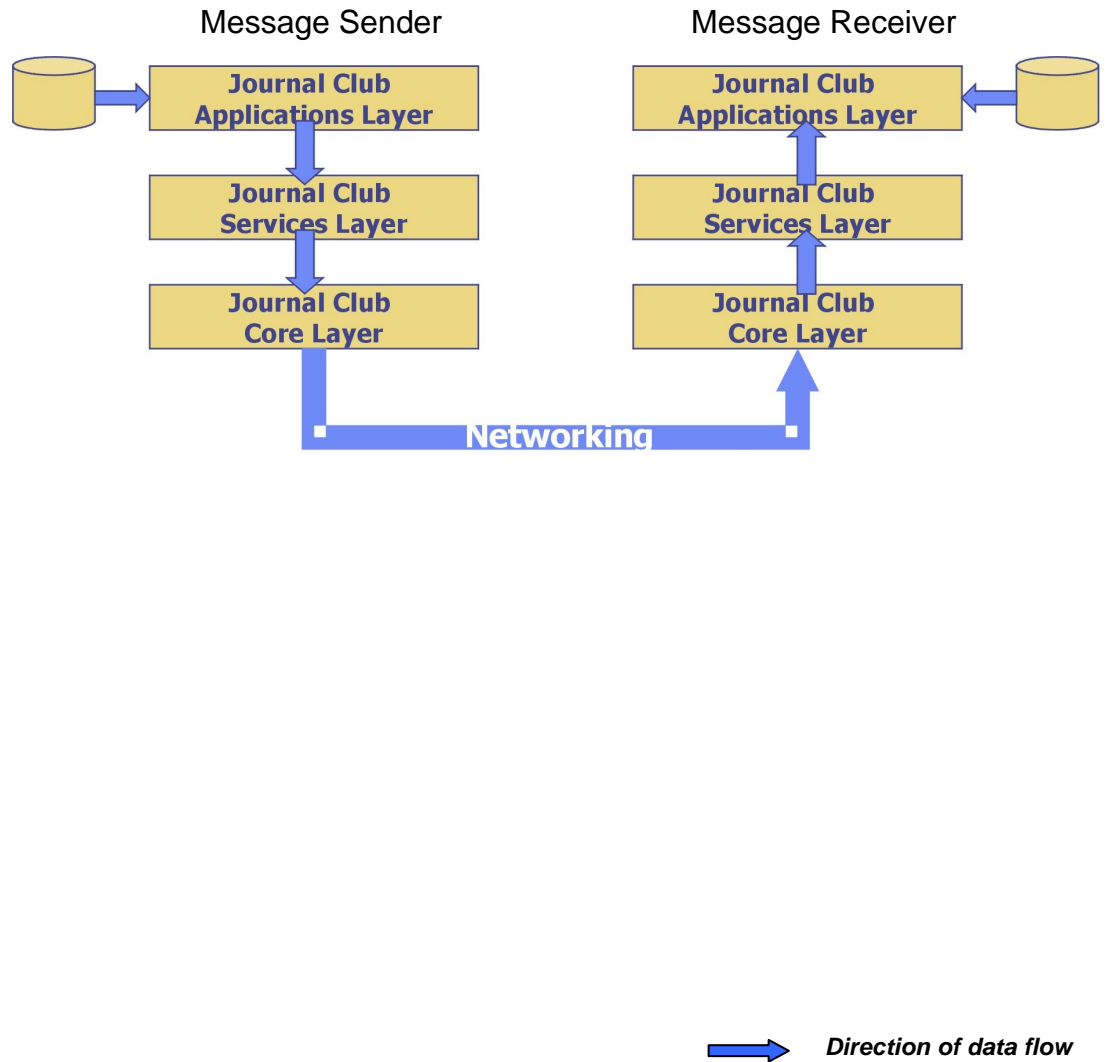 Message Sender
Message Receiver
Journal Club
Applications Layer
Journal Club
Applications Layer
Journal Club
Services Layer
Journal Club
Services Layer
Journal Club
Core Layer
Journal Club
Core Layer
Networking
Direction of data flow